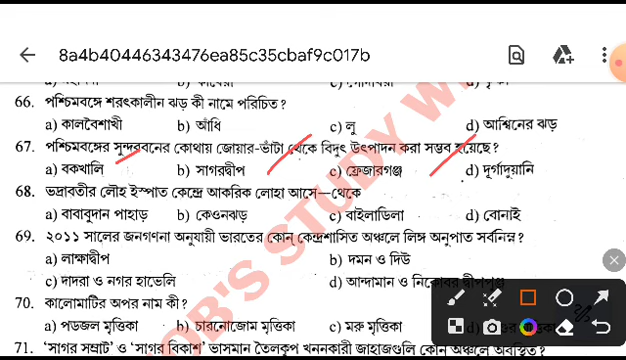 8a4b40446343476ea85c35cbaf9c017b
66. পশ্চিমবঙ্গে শরৎকালীন ঝড় কী নামে পরিচিত ?
a) কালবৈশাখী b) আঁধি c) লু d) আশ্বিনের ঝড়
67. পশ্চিমবঙ্গের সুন্দরবনের কোথায় জোয়ার-ভাঁটা থেকে বিদুৎ উৎপাদন করা সম্ভব হয়েছে?
a) বকখালি b) সাগরদ্বীপ c) ফ্রেজারগঞ্জ d) দূর্গাদুয়ানি
68. ভদ্রাবতীর লৌহ ইস্পাত কেন্দ্রে আকরিক লোহা আসে—থেকে
a) বাবাবুদান পাহাড় b) কেওনঝড় c) বাইলাডিলা d) বোনাই
69. ২০১১ সালের জনগণনা অনুযায়ী ভারতের কোন্ কেন্দ্রশাসিত অঞ্চলে লিঙ্গ অনুপাত সর্বনিম্ন?
a) লাক্ষাদ্বীপ b) দমন ও দিউ
c) দাদরা ও নগর হাভেলি d) আন্দামান ও নিকোবর দ্বীপপুঞ্জ
70. কালোমাটির অপর নাম কী ?
a) পডজল মৃত্তিকা b) চারনোজোম মৃত্তিকা c) মরু মৃত্তিকা
71. 'সাগর সম্রাট' ও 'সাগর বিকাশ' ভাসমান তৈলকূপ খননকারী জাহাজগুলি কোন্ অঞ্চলে অবস্থিত ?
OB'S STUDY W